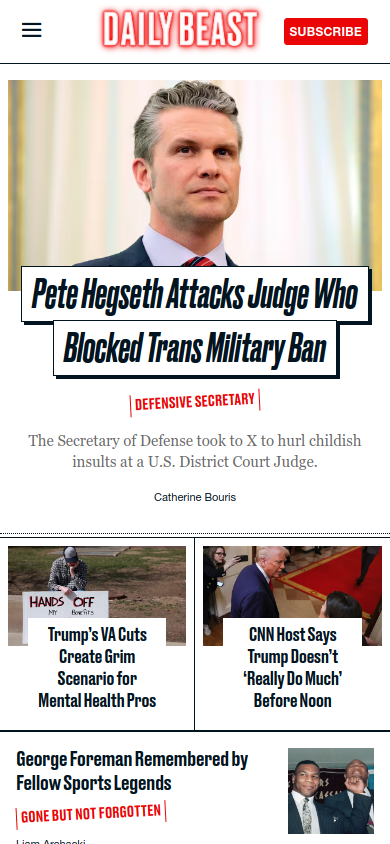 DAILY BEAST
SUBSCRIBE
Pete Hegseth Attacks Judge Who
Blocked Trans Military Ban
DEFENSIVE SECRETARY
The Secretary of Defense took to X to hurl childish
insults at a U.S. District Court Judge.
Catherine Bouris
HANDS OFF
MY BENEFITS
Trump’s VA Cuts
Create Grim
Scenario for
Mental Health Pros
CNN Host Says
Trump Doesn’t
‘Really Do Much’
Before Noon
George Foreman Remembered by
Fellow Sports Legends
GONE BUT NOT FORGOTTEN